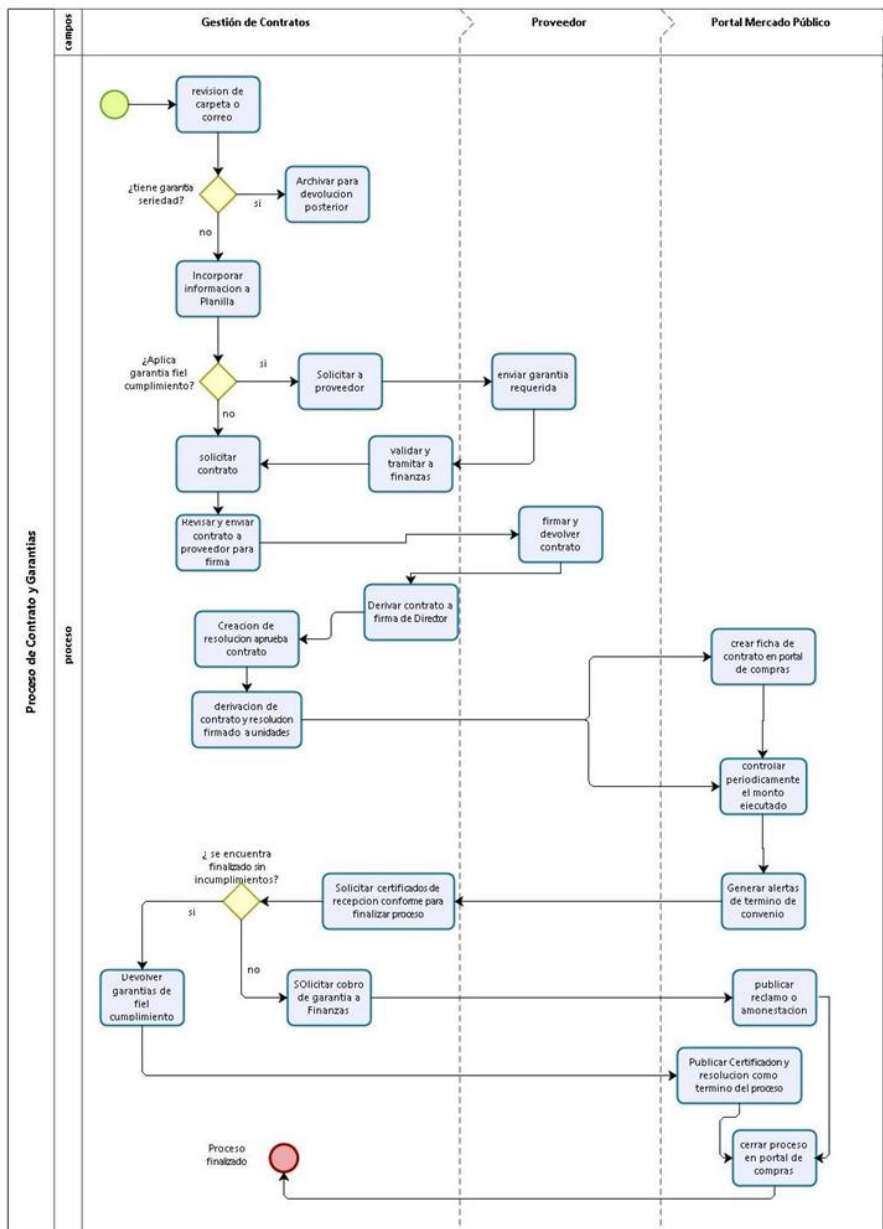 Proceso de Contrato y Garantías
campos
Gestión de Contratos
Proveedor
Portal Mercado Público
proceso
revision de
carpeta o
correo
¿tiene garantia
seriedad?
si
Archivar para
devolucion
posterior
no
Incorporar
informacion a
Planilla
¿Aplica
garantia fiel
cumplimiento?
si
Solicitar a
proveedor
enviar garantia
requerida
no
solicitar
contrato
validar y
tramitar a
finanzas
Revisar y enviar
contrato a
proveedor para
firma
firmar y
devolver
contrato
Derivar contrato a
firma de Director
Creacion de
resolucion aprueba
contrato
crear ficha de
contrato en portal
de compras
derivacion de
contrato y resolucion
firmado a unidades
controlar
periodicamente
el monto
ejecutado
¿ se encuentra
finalizado sin
incumplimientos?
Solicitar certificados de
recepcion conforme para
finalizar proceso
Generar alertas
de termino de
convenio
si
no
Devolver
garantias de
fiel
cumplimiento
SOlicitar cobro
de garantia a
Finanzas
publicar
reclamo o
amonestacion
Publicar Certificadon y
resolucion como
termino del proceso
Proceso
finalizado
cerrar proceso
en portal de
compras